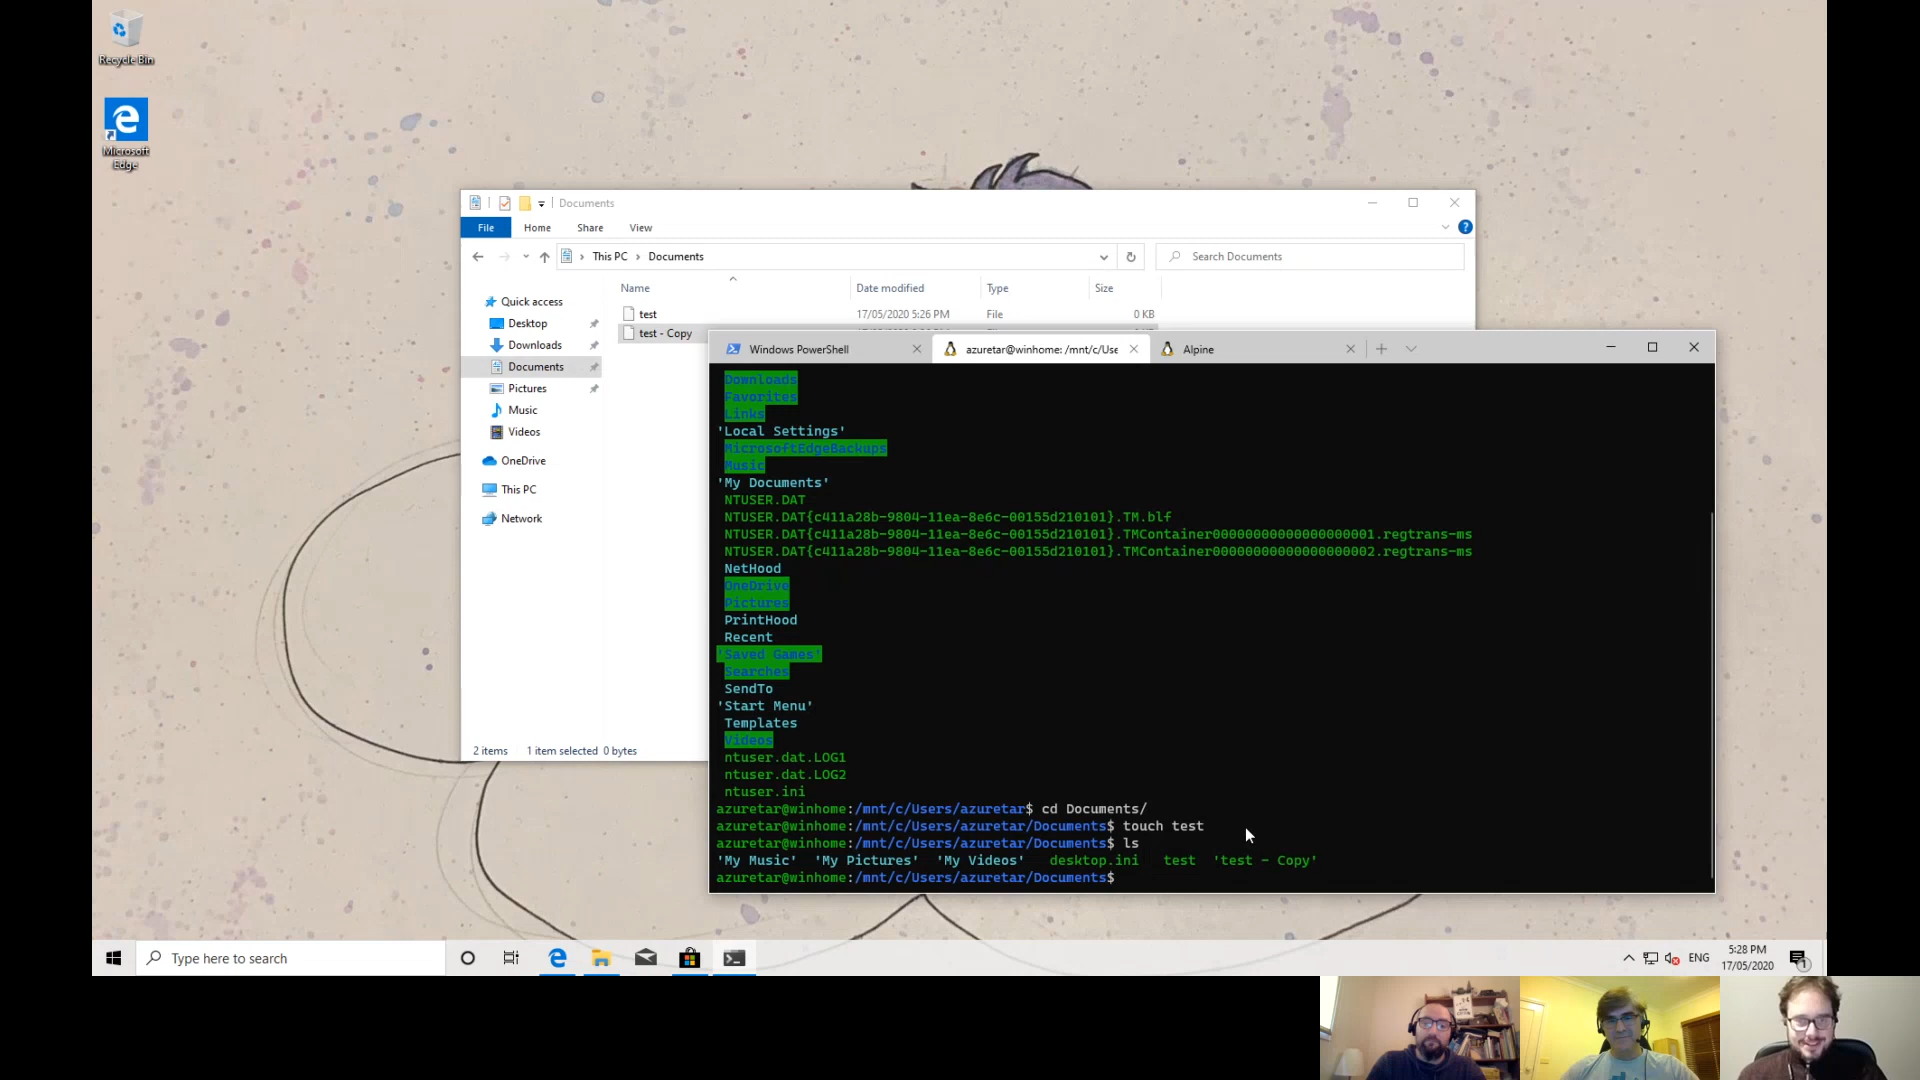 Recycle Bin
Microsoft
Edge
Documents
File Home Share View
This PC Documents
Search Documents
Name Date modified Type Size
Quick access
Desktop
Downloads
Documents
Pictures
Music
Videos
OneDrive
This PC
Network
test 17/05/2020 5:26 PM File 0 KB
test - Copy
2 items 1 item selected 0 bytes
Windows PowerShell
azuretar@winhome: /mnt/c/Use
Alpine
Downloads
Favorites
Links
'Local Settings'
MicrosoftEdgeBackups
Music
'My Documents'
NTUSER.DAT
NTUSER.DAT{c411a28b-9804-11ea-8e6c-00155d210101}.TM.blf
NTUSER.DAT{c411a28b-9804-11ea-8e6c-00155d210101}.TMContainer00000000000000000001.regtrans-ms
NTUSER.DAT{c411a28b-9804-11ea-8e6c-00155d210101}.TMContainer00000000000000000002.regtrans-ms
NetHood
OneDrive
Pictures
PrintHood
Recent
'Saved Games'
Searches
SendTo
'Start Menu'
Templates
Videos
ntuser.dat.LOG1
ntuser.dat.LOG2
ntuser.ini
azuretar@winhome:/mnt/c/Users/azuretar$ cd Documents/
azuretar@winhome:/mnt/c/Users/azuretar/Documents$ touch test
azuretar@winhome:/mnt/c/Users/azuretar/Documents$ ls
'My Music' 'My Pictures' 'My Videos' desktop.ini test 'test - Copy'
azuretar@winhome:/mnt/c/Users/azuretar/Documents$
Type here to search
ENG
5:28 PM
17/05/2020
1